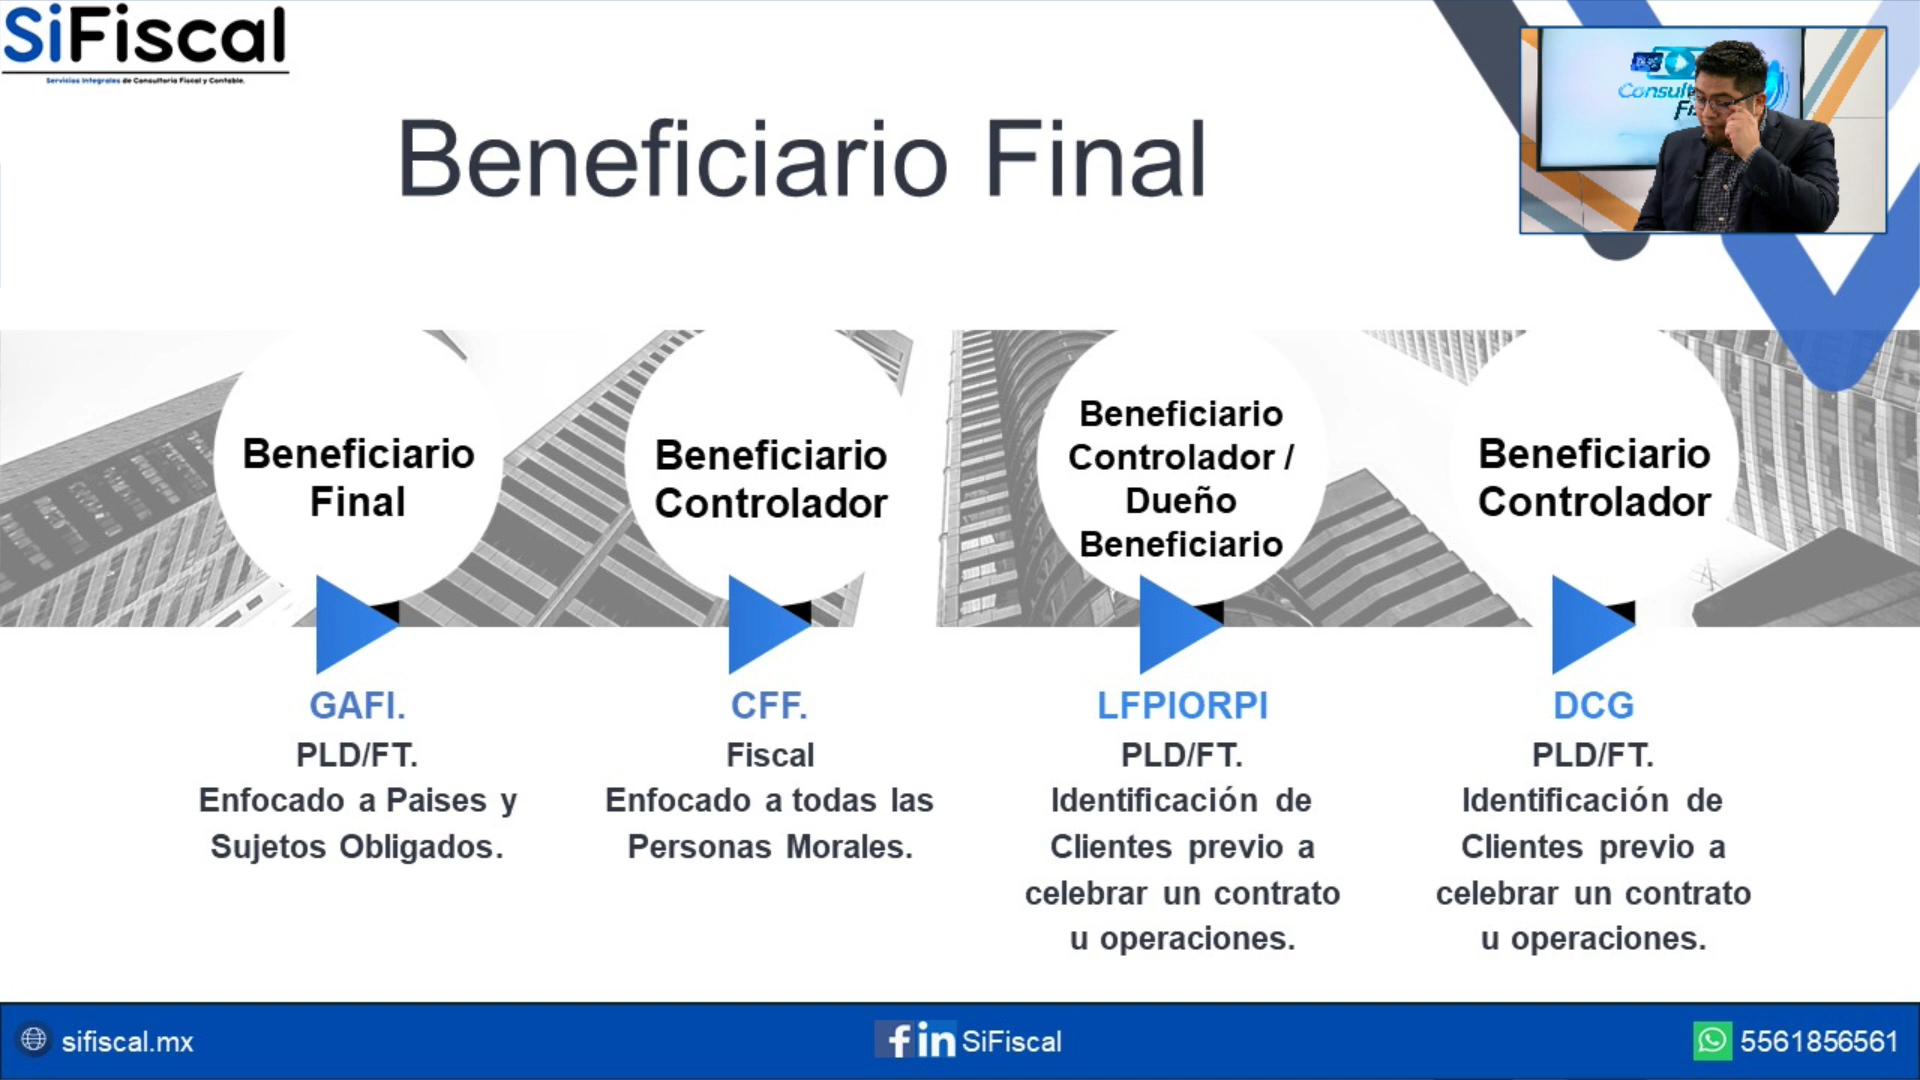 SiFiscal
Servicios Integrales de Consultoría Fiscal y Contable.
Beneficiario Final
Beneficiario
Final
Beneficiario
Controlador
Beneficiario
Controlador /
Dueño
Beneficiario
Beneficiario
Controlador
GAFI.
PLD/FT.
Enfocado a Paises y
Sujetos Obligados.
CFF.
Fiscal
Enfocado a todas las
Personas Morales.
LFPIORPI
PLD/FT.
Identificación de
Clientes previo a
celebrar un contrato
u operaciones.
DCG
PLD/FT.
Identificación de
Clientes previo a
celebrar un contrato
u operaciones.
sifiscal.mx
f in SiFiscal
5561856561